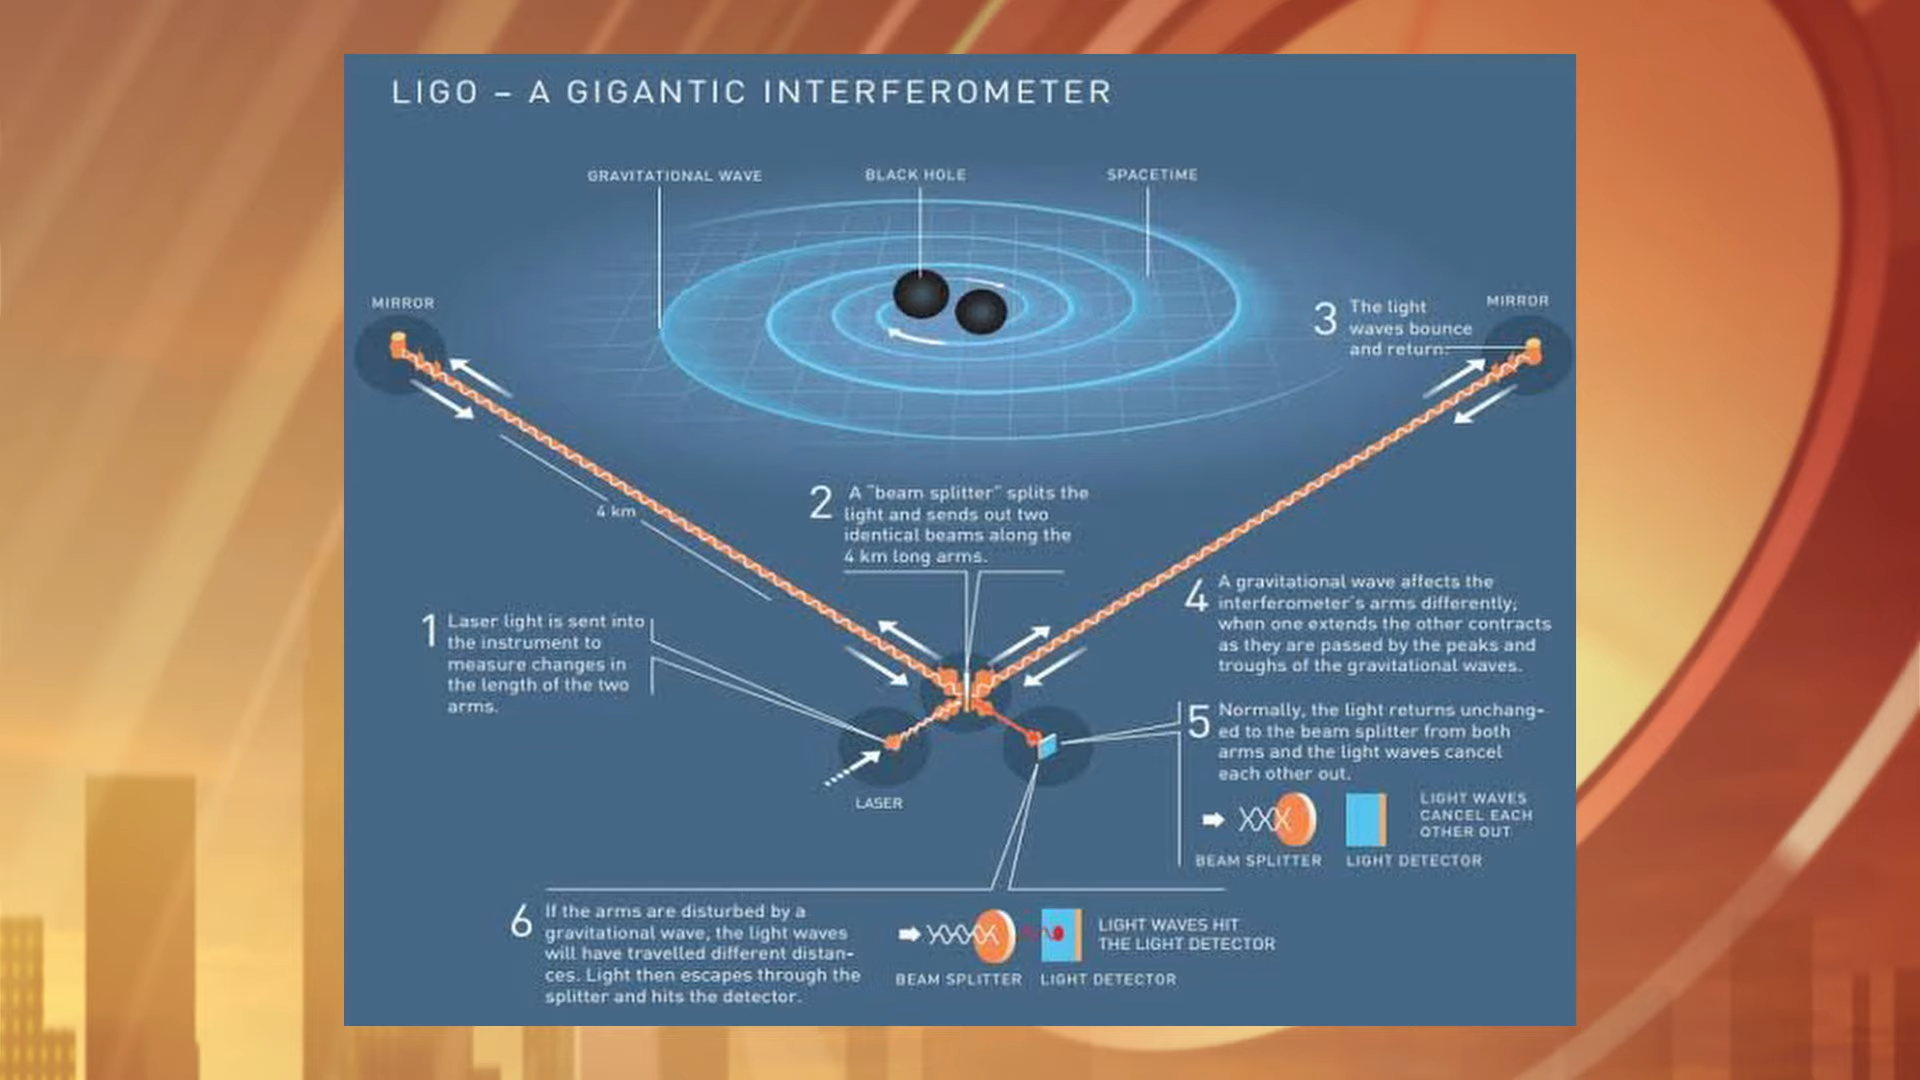 LIGO – A GIGANTIC INTERFEROMETER
GRAVITATIONAL WAVE
BLACK HOLE
SPACETIME
MIRROR
3
The light
waves bounce
and return.
MIRROR
4 km
2
A "beam splitter" splits the
light and sends out two
identical beams along the
4 km long arms.
1
Laser light is sent into
the instrument to
measure changes in
the length of the two
arms.
4
A gravitational wave affects the
interferometer's arms differently;
when one extends the other contracts
as they are passed by the peaks and
troughs of the gravitational waves.
LASER
5
Normally, the light returns unchang-
ed to the beam splitter from both
arms and the light waves cancel
each other out.
LIGHT WAVES
CANCEL EACH
OTHER OUT
BEAM SPLITTER
LIGHT DETECTOR
6
If the arms are disturbed by a
gravitational wave, the light waves
will have travelled different distan-
ces. Light then escapes through the
splitter and hits the detector.
LIGHT WAVES HIT
THE LIGHT DETECTOR
BEAM SPLITTER
LIGHT DETECTOR